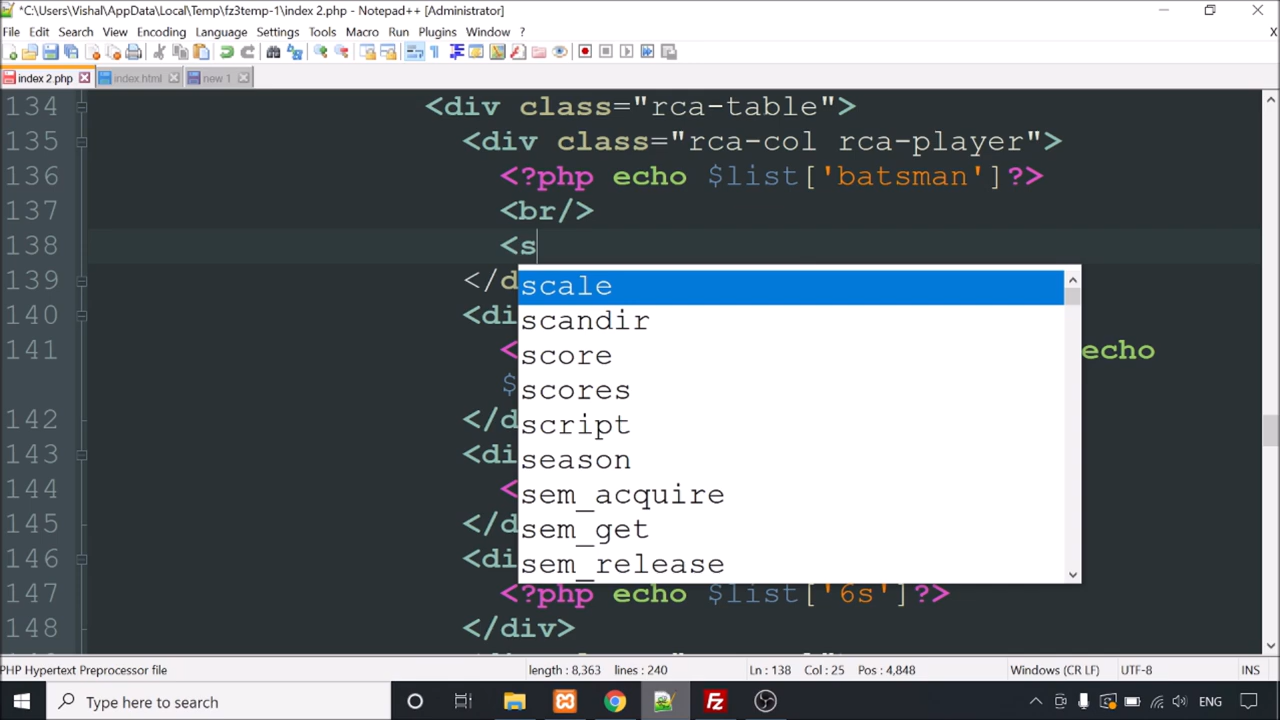 *C:\Users\Vishal\AppData\Local\Temp\fz3temp-1\index 2.php - Notepad++ [Administrator]
File Edit Search View Encoding Language Settings Tools Macro Run Plugins Window ? X
index 2.php index.html new 1
134 <div class="rca-table">
135 <div class="rca-col rca-player">
136 <?php echo $list['batsman']?>
137 <br/>
138 <s
139 </d
scale
140 <di
scandir
141 < echo
score
$
scores
142 </d
script
143 <di
season
144 <
sem_acquire
145 </d
sem_get
146 <di
sem_release
147 <?php echo $list['6s']?>
148 </div>
PHP Hypertext Preprocessor file length : 8,363 lines : 240 Ln : 138 Col : 25 Pos : 4,848 Windows (CR LF) UTF-8 INS
Type here to search ENG